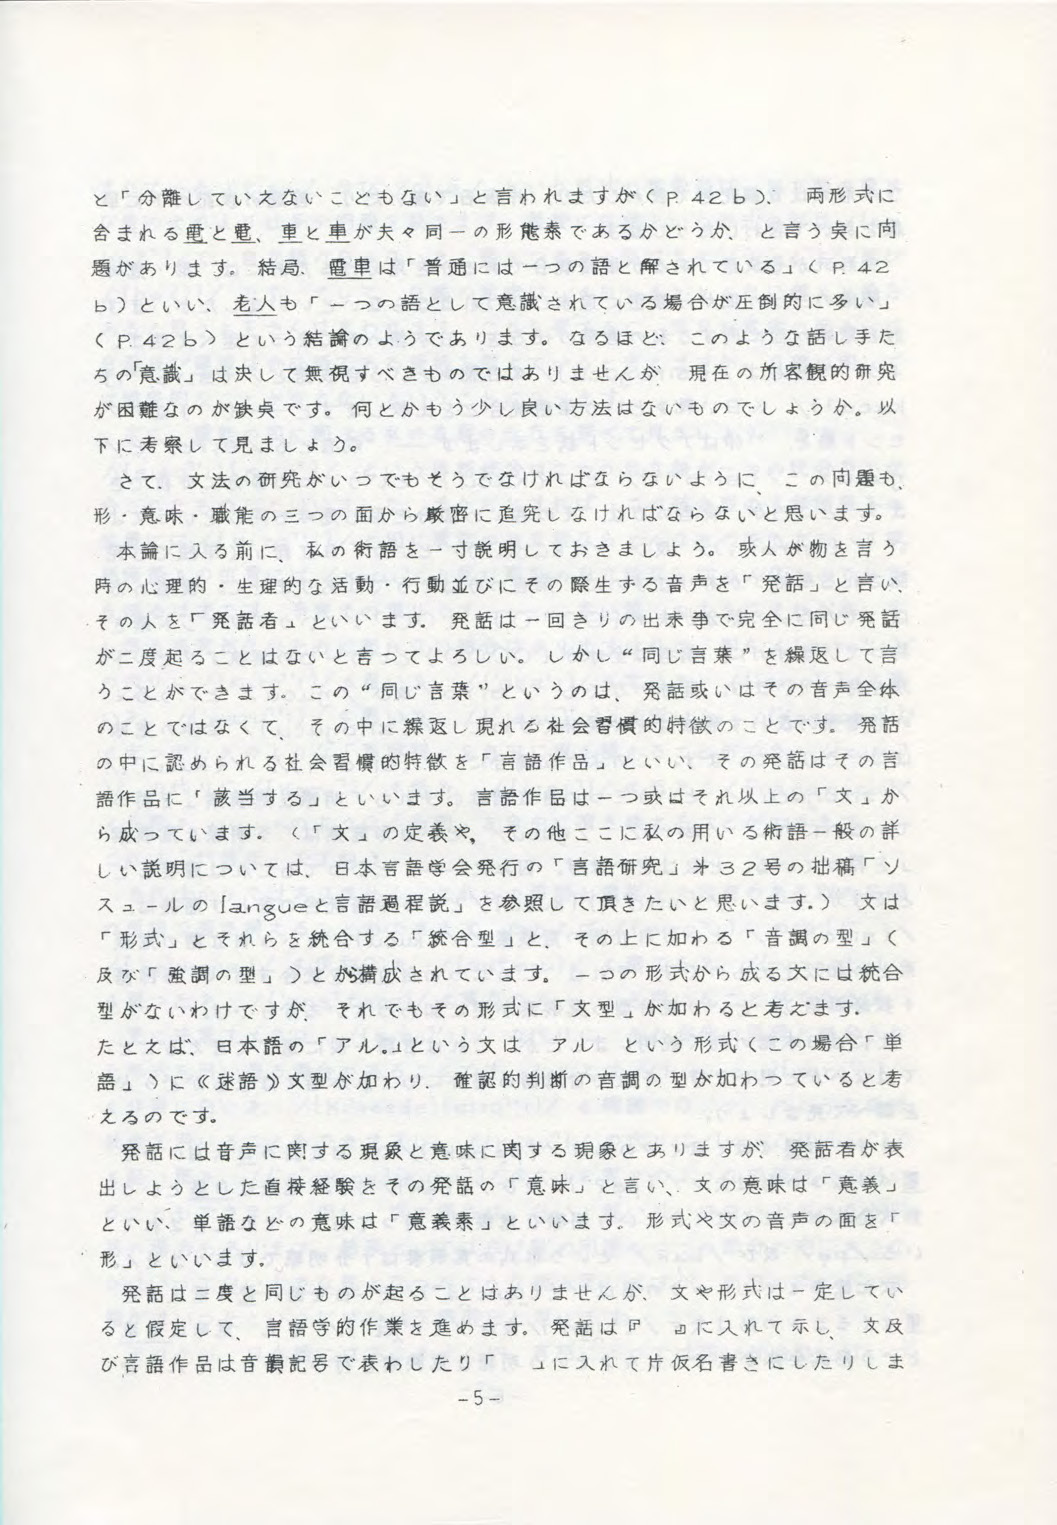 と「分離していえないこともない」と言われますが(P. 42b)、両形式に
含まれる電と電、車と車が夫々同一の形態素であるかどうか、と言う点に問
題があります。結局、電車は「普通には一つの語と解されている」(P. 42
b)といい、老人も「一つの語として意識されている場合が圧倒的に多い」
(P. 42b)という結論のようであります。なるほど、このような話し手た
ちの「意識」は決して無視すべきものではありませんが、現在の所客観的研究
が困難なのが缺点です。何とかもう少し良い方法はないものでしょうか。以
下に考察して見ましょう。
さて、文法の研究がいつでもそうでなければならないように、この問題も、
形・意味・職能の三つの面から厳密に追究しなければならないと思います。
本論に入る前に、私の術語を一寸説明しておきましよう。或人が物を言う
時の心理的・生理的な活動・行動並びにその際生ずる音声を「発話」と言い、
その人を「発話者」といいます。発話は一回きりの出来事で完全に同じ発話
が二度起ることはないと言つてよろしい。しかし“同じ言葉”を繰返して言
うことができます。この“同じ言葉”というのは、発話或いはその音声全体
のことではなくて、その中に繰返し現れる社会習慣的特徴のことです。発話
の中に認められる社会習慣的特徴を「言語作品」といい、その発話はその言
語作品に「該当する」といいます。言語作品は一つ或はそれ以上の「文」か
ら成っています。(「文」の定義や、その他ここに私の用いる術語一般の詳
しい説明については、日本言語学会発行の「言語研究」第32号の拙稿「ソ
スュールのlangueと言語過程説」を参照して頂きたいと思います。)文は
「形式」とそれらを統合する「統合型」と、その上に加わる「音調の型」(
及び「強調の型」)とから構成されています。一つの形式から成る文には統合
型がないわけですが、それでもその形式に「文型」が加わると考えます。
たとえば、日本語の「アル。」という文は アル という形式(この場合「単
語」)に《述語》文型が加わり、確認的判断の音調の型が加わつていると考
えるのです。
発話には音声に関する現象と意味に関する現象とありますが、発話者が表
出しようとした直接経験をその発話の「意味」と言い、文の意味は「意義」
といい、単語などの意味は「意義素」といいます。形式や文の音声の面を「
形」といいます。
発話は二度と同じものが起ることはありませんが、文や形式は一定してい
ると仮定して、言語学的作業を進めます。発話は『 』に入れて示し、文及
び言語作品は音韻記号で表わしたり「 」に入れて片仮名書きにしたりしま
-5-